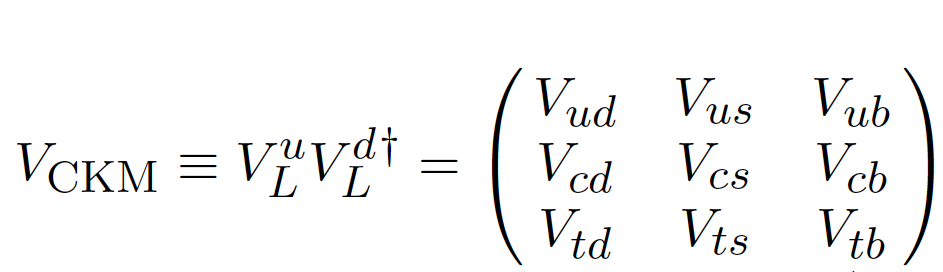 V_ud V_us V_ub
V_CKM ≡ V_L^u V_L^d† = ( V_cd V_cs V_cb )
V_td V_ts V_tb